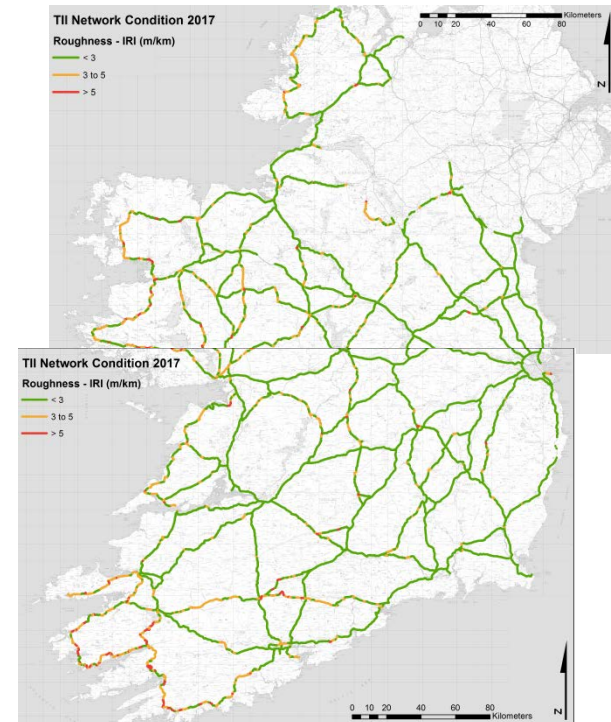 TII Network Condition 2017
Roughness - IRI (m/km)
< 3
3 to 5
> 5
Kilometers
0 10 20 40 60 80
N
TII Network Condition 2017
Roughness - IRI (m/km)
< 3
3 to 5
> 5
N
0 10 20 40 60 80
Kilometers